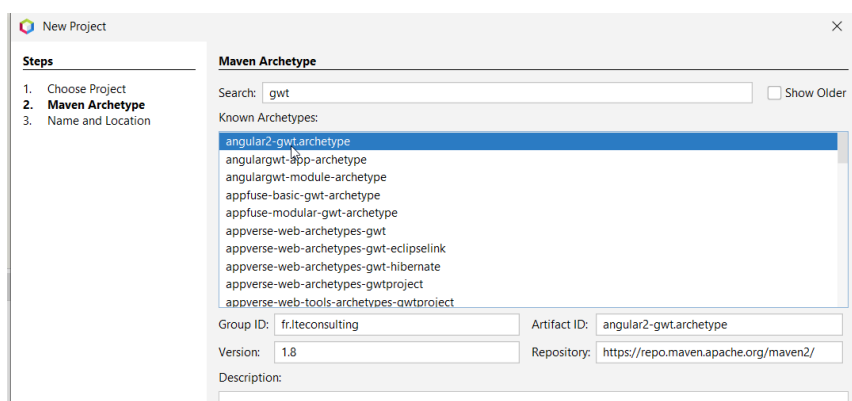 New Project
Steps
1. Choose Project
2. Maven Archetype
3. Name and Location
Maven Archetype
Search: gwt Show Older
Known Archetypes:
angular2-gwt.archetype
angulargwt-app-archetype
angulargwt-module-archetype
appfuse-basic-gwt-archetype
appfuse-modular-gwt-archetype
appverse-web-archetypes-gwt
appverse-web-archetypes-gwt-eclipselink
appverse-web-archetypes-gwt-hibernate
appverse-web-archetypes-gwtproject
appverse-web-tools-archetypes-gwtproject
Group ID: fr.lteconsulting Artifact ID: angular2-gwt.archetype
Version: 1.8 Repository: https://repo.maven.apache.org/maven2/
Description: